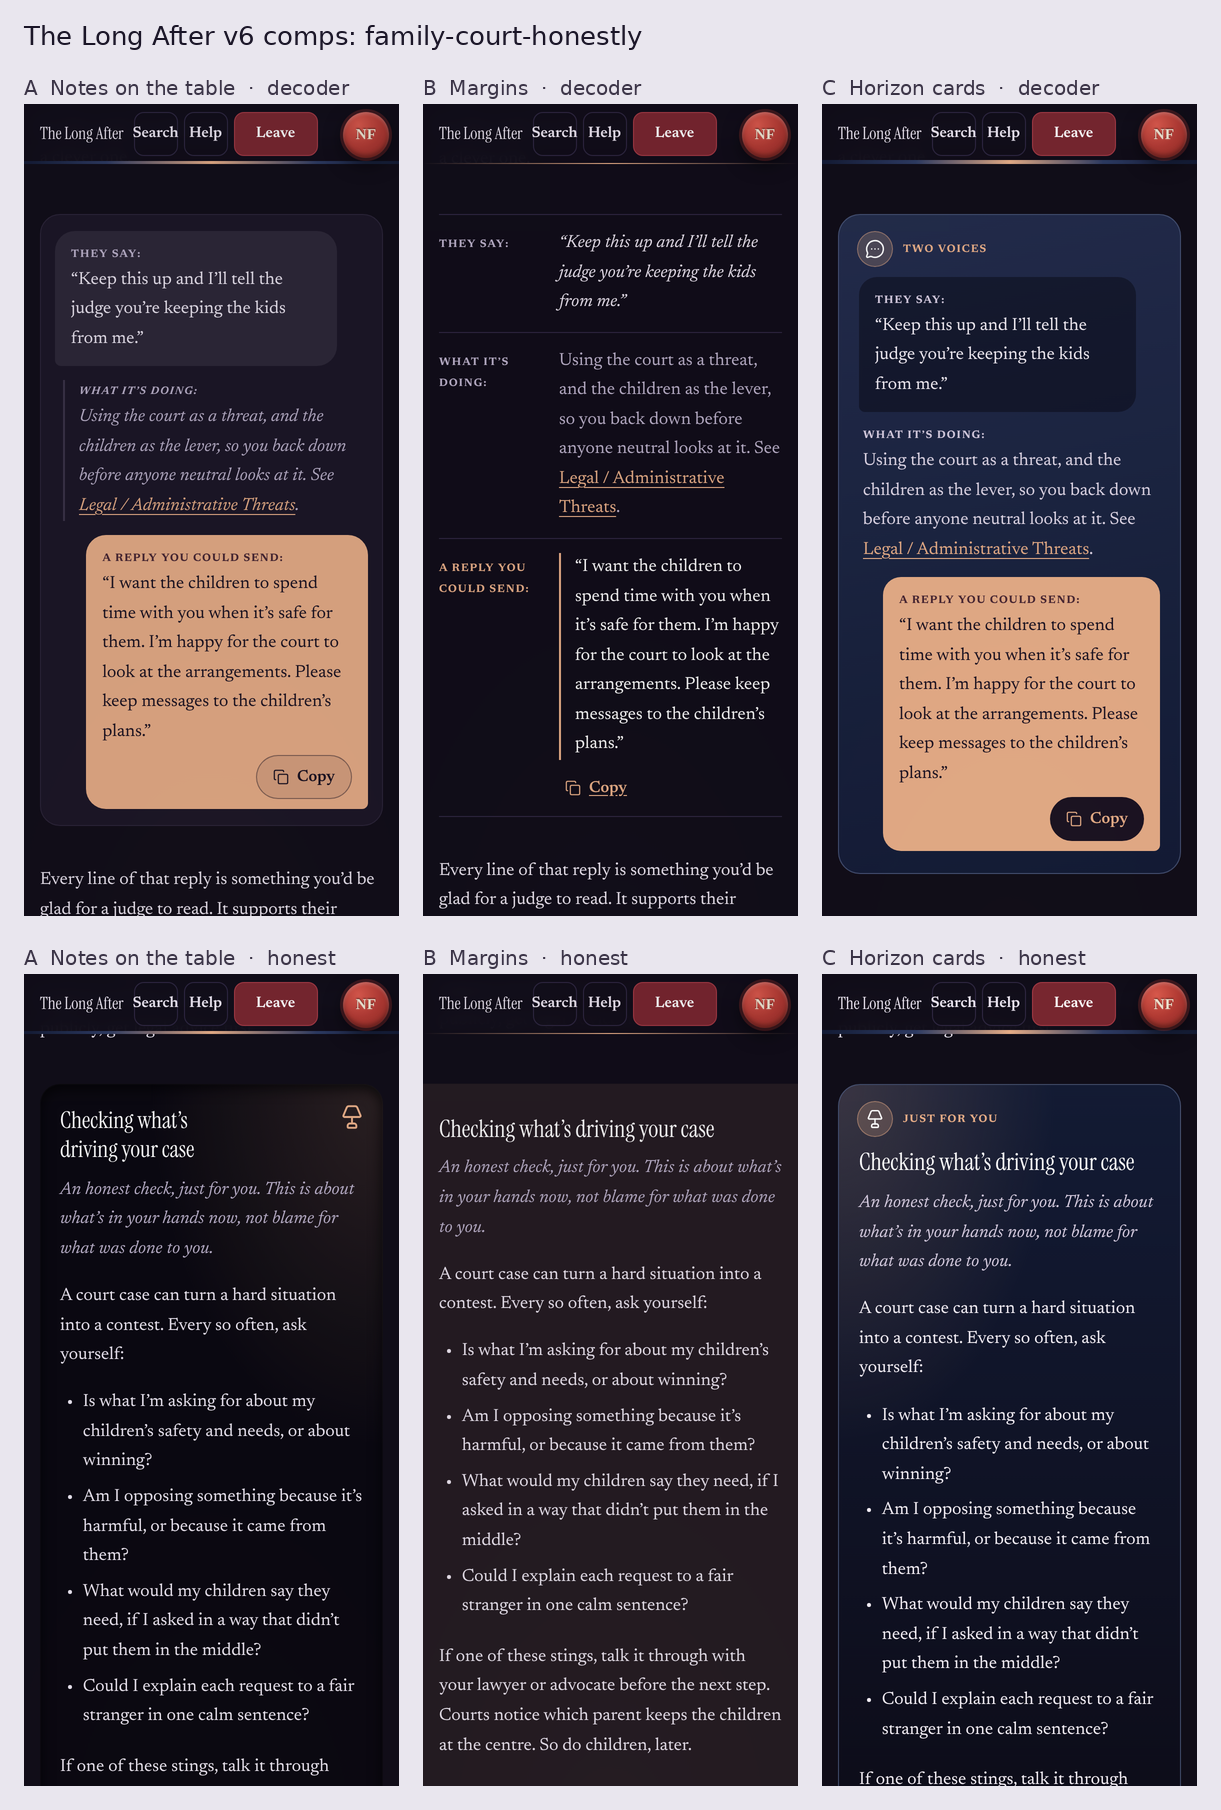 The Long After v6 comps: family-court-honestly
A Notes on the table · decoder
The Long After
Search
Help
Leave
NF
THEY SAY:
“Keep this up and I’ll tell the
judge you’re keeping the kids
from me.”
WHAT IT’S DOING:
Using the court as a threat, and the
children as the lever, so you back down
before anyone neutral looks at it. See
Legal / Administrative Threats.
A REPLY YOU COULD SEND:
“I want the children to spend
time with you when it’s safe for
them. I’m happy for the court to
look at the arrangements. Please
keep messages to the children’s
plans.”
Copy
Every line of that reply is something you’d be
glad for a judge to read. It supports their
B Margins · decoder
The Long After
Search
Help
Leave
NF
THEY SAY:
“Keep this up and I’ll tell the
judge you’re keeping the kids
from me.”
WHAT IT’S
DOING:
Using the court as a threat,
and the children as the lever,
so you back down before
anyone neutral looks at it. See
Legal / Administrative
Threats.
A REPLY YOU
COULD SEND:
“I want the children to
spend time with you when
it’s safe for them. I’m happy
for the court to look at the
arrangements. Please keep
messages to the children’s
plans.”
Copy
Every line of that reply is something you’d be
glad for a judge to read. It supports their
C Horizon cards · decoder
The Long After
Search
Help
Leave
NF
TWO VOICES
THEY SAY:
“Keep this up and I’ll tell the
judge you’re keeping the kids
from me.”
WHAT IT’S DOING:
Using the court as a threat, and the
children as the lever, so you back down
before anyone neutral looks at it. See
Legal / Administrative Threats.
A REPLY YOU COULD SEND:
“I want the children to spend
time with you when it’s safe for
them. I’m happy for the court to
look at the arrangements. Please
keep messages to the children’s
plans.”
Copy
A Notes on the table · honest
The Long After
Search
Help
Leave
NF
Checking what’s
driving your case
An honest check, just for you. This is about
what’s in your hands now, not blame for
what was done to you.
A court case can turn a hard situation
into a contest. Every so often, ask
yourself:
• Is what I’m asking for about my
children’s safety and needs, or about
winning?
• Am I opposing something because it’s
harmful, or because it came from
them?
• What would my children say they
need, if I asked in a way that didn’t
put them in the middle?
• Could I explain each request to a fair
stranger in one calm sentence?
If one of these stings, talk it through
B Margins · honest
The Long After
Search
Help
Leave
NF
Checking what’s driving your case
An honest check, just for you. This is about what’s
in your hands now, not blame for what was done
to you.
A court case can turn a hard situation into a
contest. Every so often, ask yourself:
• Is what I’m asking for about my children’s
safety and needs, or about winning?
• Am I opposing something because it’s
harmful, or because it came from them?
• What would my children say they need, if I
asked in a way that didn’t put them in the
middle?
• Could I explain each request to a fair
stranger in one calm sentence?
If one of these stings, talk it through with
your lawyer or advocate before the next step.
Courts notice which parent keeps the children
at the centre. So do children, later.
C Horizon cards · honest
The Long After
Search
Help
Leave
NF
JUST FOR YOU
Checking what’s driving your case
An honest check, just for you. This is about
what’s in your hands now, not blame for
what was done to you.
A court case can turn a hard situation
into a contest. Every so often, ask
yourself:
• Is what I’m asking for about my
children’s safety and needs, or about
winning?
• Am I opposing something because
it’s harmful, or because it came from
them?
• What would my children say they
need, if I asked in a way that didn’t
put them in the middle?
• Could I explain each request to a fair
stranger in one calm sentence?
If one of these stings, talk it through